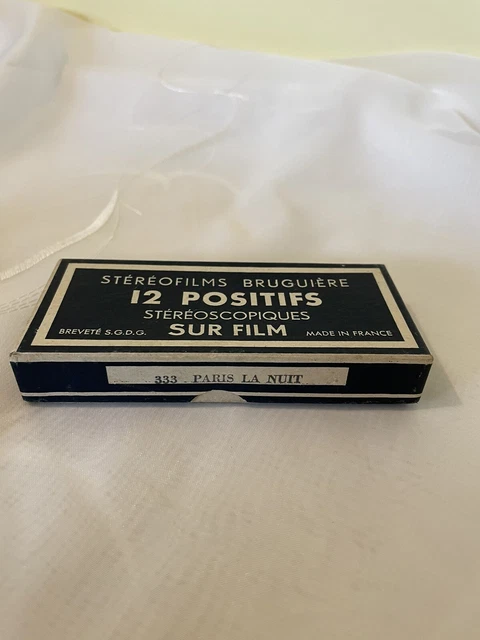 STÉRÉOFILMS BRUGUIÈRE
12 POSITIFS
STÉRÉOSCOPIQUES
BREVETÉ S.G.D.G. SUR FILM MADE IN FRANCE
333 PARIS LA NUIT